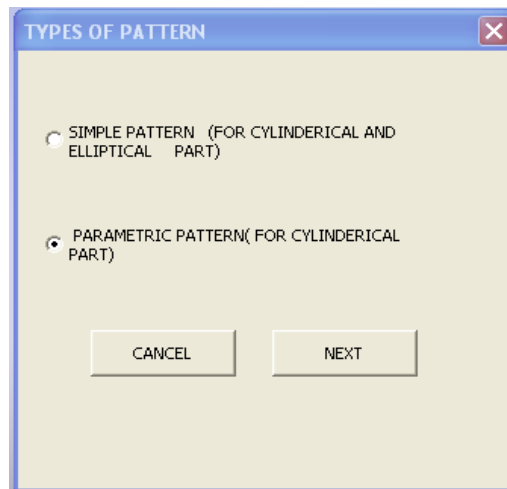 TYPES OF PATTERN
SIMPLE PATTERN (FOR CYLINDERICAL AND
ELLIPTICAL PART)
PARAMETRIC PATTERN( FOR CYLINDERICAL
PART)
CANCEL
NEXT